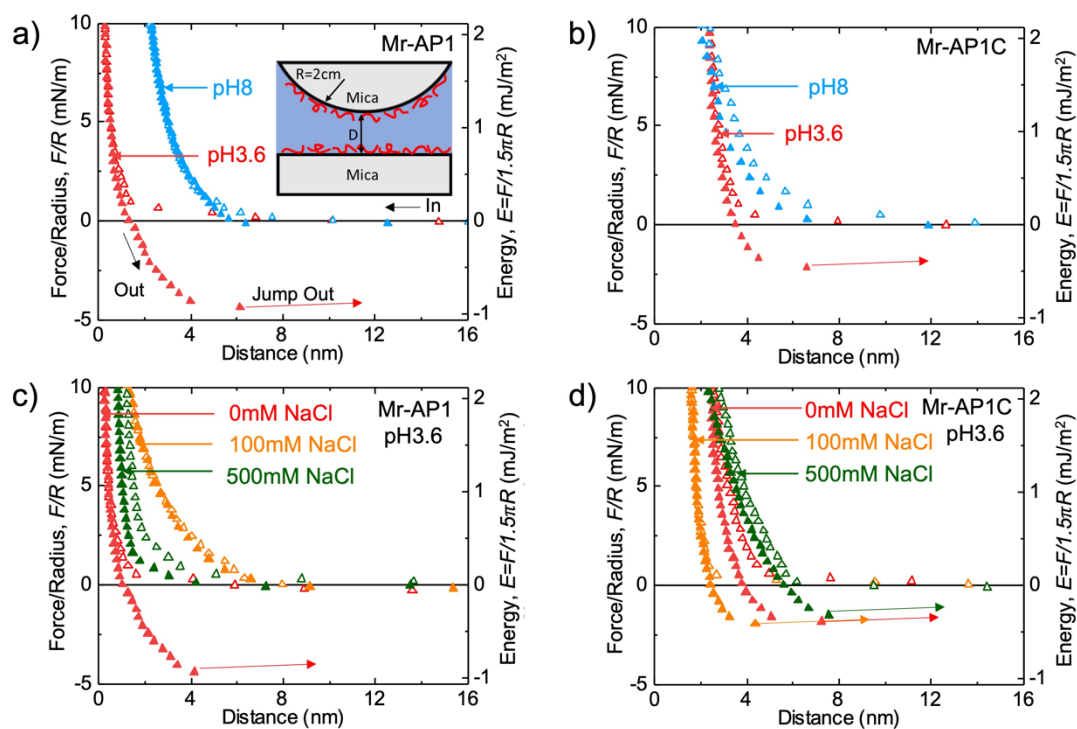 a)
Mr-AP1
pH8
pH3.6
R=2cm
Mica
D
Mica
In
Out
Jump Out
10
5
0
-5
Force/Radius, F/R (mN/m)
2
1
0
-1
Energy, E=F/1.5πR (mJ/m²)
0 4 8 12 16
Distance (nm)
b)
Mr-AP1C
pH8
pH3.6
10
5
0
-5
Force/Radius, F/R (mN/m)
2
1
0
-1
Energy, E=F/1.5πR (mJ/m²)
0 4 8 12 16
Distance (nm)
c)
Mr-AP1
pH3.6
0mM NaCl
100mM NaCl
500mM NaCl
10
5
0
-5
Force/Radius, F/R (mN/m)
2
1
0
-1
Energy, E=F/1.5πR (mJ/m²)
0 4 8 12 16
Distance (nm)
d)
Mr-AP1C
pH3.6
0mM NaCl
100mM NaCl
500mM NaCl
10
5
0
-5
Force/Radius, F/R (mN/m)
2
1
0
-1
Energy, E=F/1.5πR (mJ/m²)
0 4 8 12 16
Distance (nm)